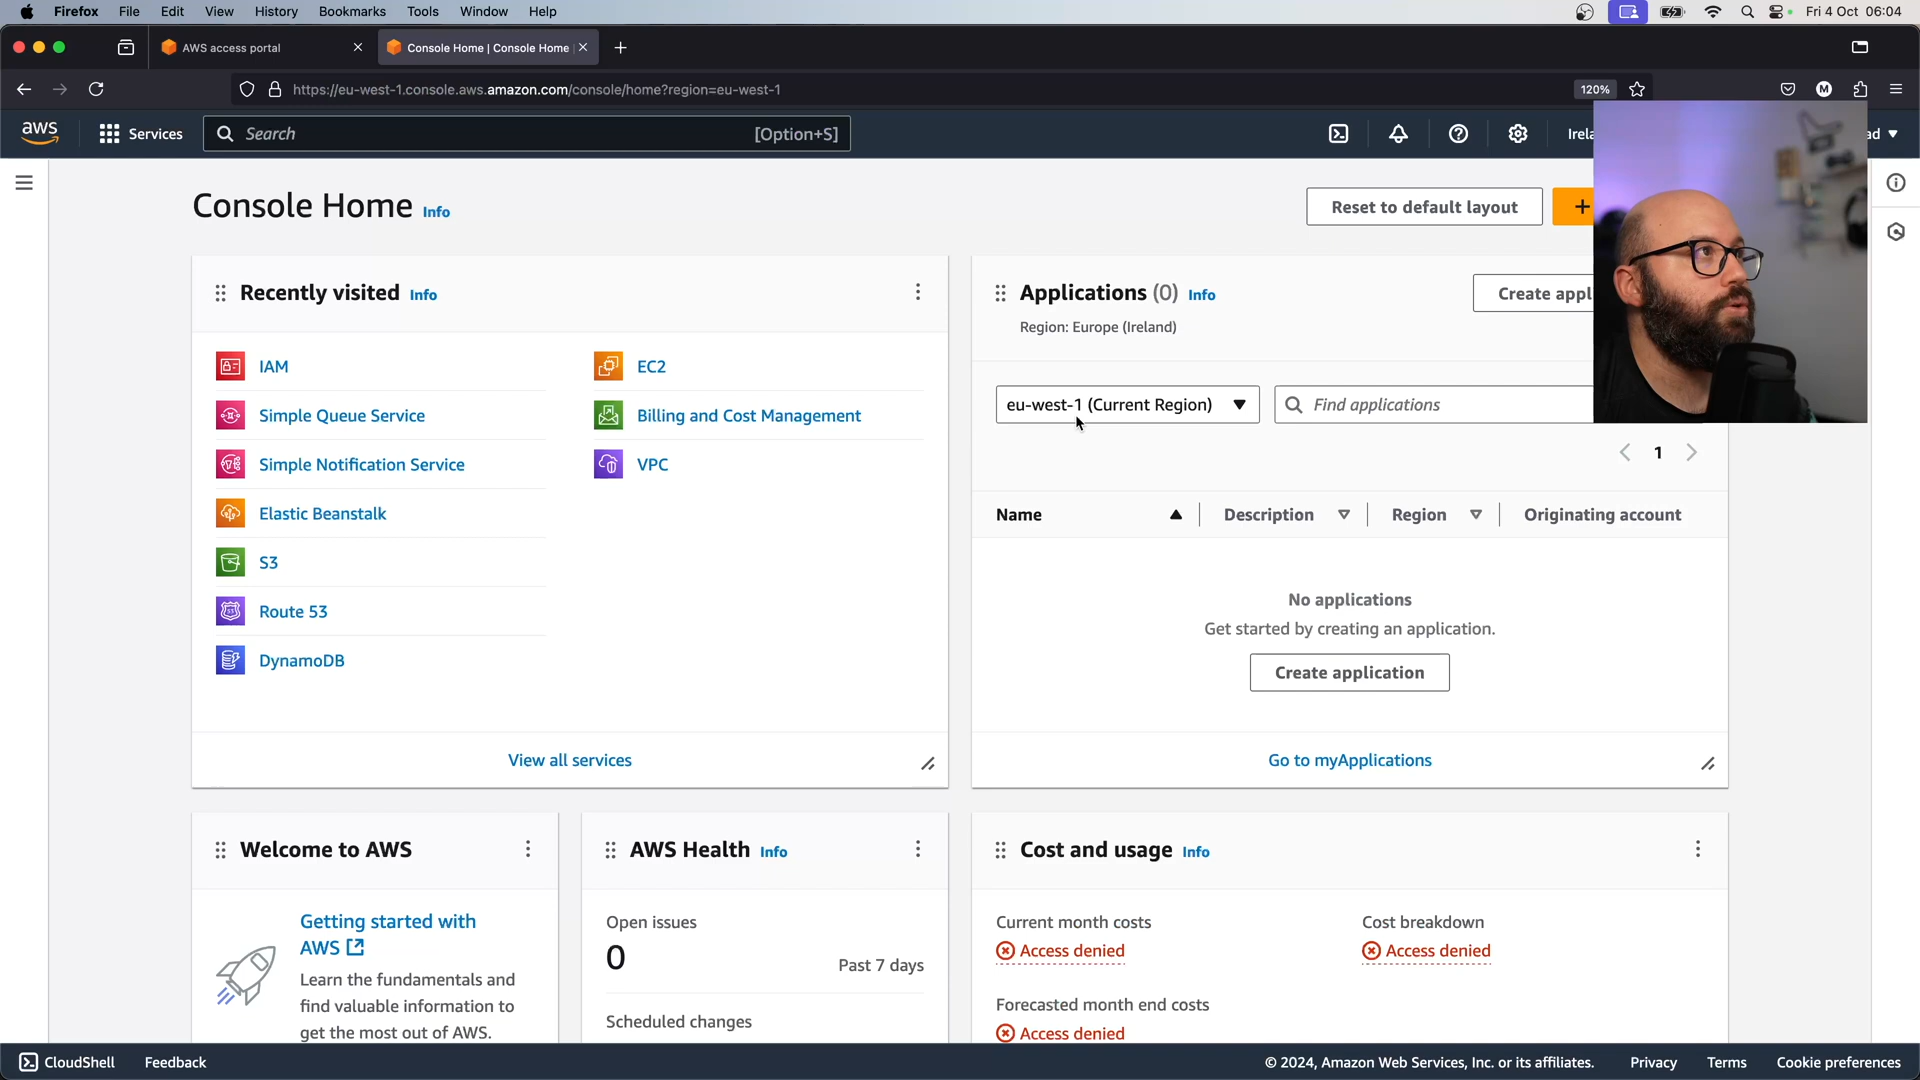 Firefox File Edit View History Bookmarks Tools Window Help Fri 4 Oct 06:04
AWS access portal
Console Home | Console Home
https://eu-west-1.console.aws.amazon.com/console/home?region=eu-west-1
120%
M
aws
Services
Search
[Option+S]
Irela
ad
Console Home Info
Reset to default layout
+
Recently visited Info
IAM
Simple Queue Service
Simple Notification Service
Elastic Beanstalk
S3
Route 53
DynamoDB
EC2
Billing and Cost Management
VPC
View all services
Applications (0) Info
Create appl
Region: Europe (Ireland)
eu-west-1 (Current Region)
Find applications
1
Name Description Region Originating account
No applications
Get started by creating an application.
Create application
Go to myApplications
Welcome to AWS
Getting started with
AWS
Learn the fundamentals and
find valuable information to
get the most out of AWS.
AWS Health Info
Open issues
0
Past 7 days
Scheduled changes
Cost and usage Info
Current month costs
Access denied
Cost breakdown
Access denied
Forecasted month end costs
Access denied
CloudShell Feedback © 2024, Amazon Web Services, Inc. or its affiliates. Privacy Terms Cookie preferences